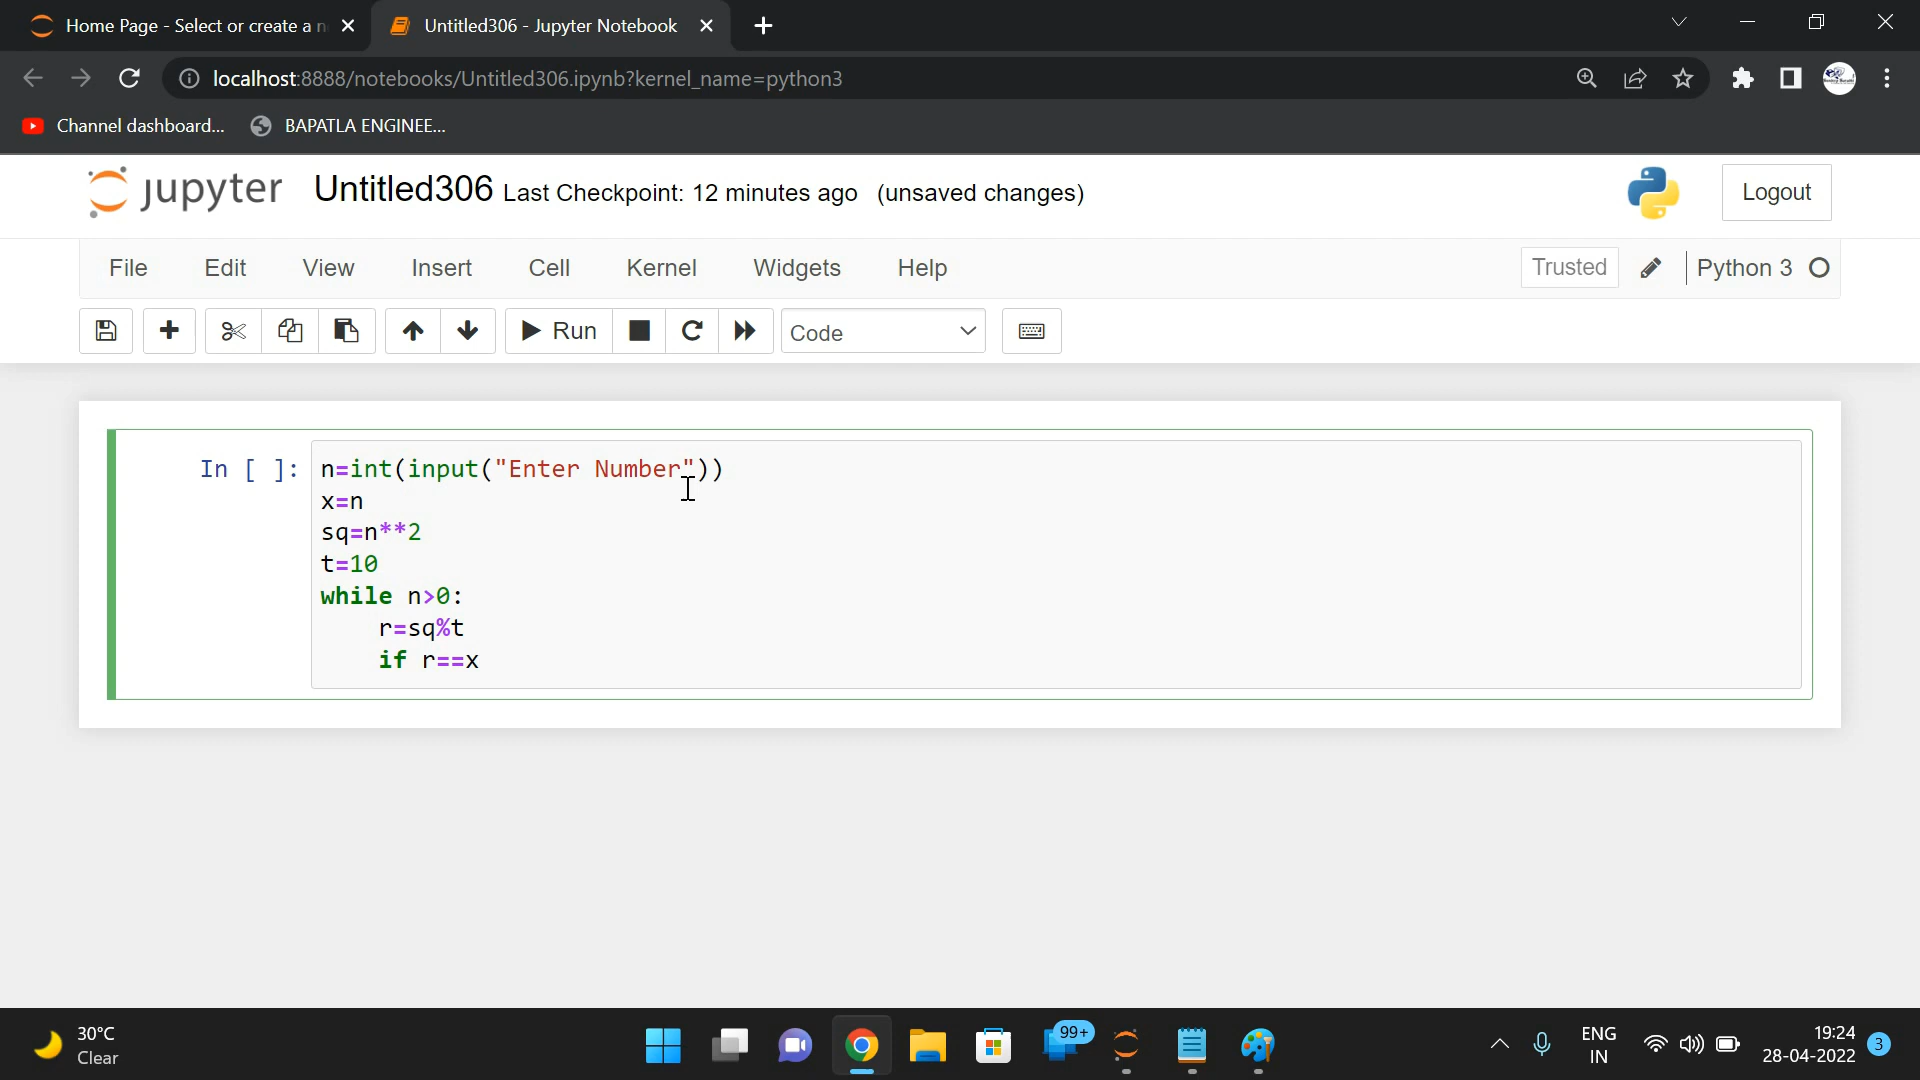 Home Page - Select or create a n
Untitled306 - Jupyter Notebook
localhost:8888/notebooks/Untitled306.ipynb?kernel_name=python3
Channel dashboard...
BAPATLA ENGINEE...
jupyter Untitled306 Last Checkpoint: 12 minutes ago (unsaved changes)
Logout
File Edit View Insert Cell Kernel Widgets Help
Trusted
Python 3
Run
Code
In [ ]: n=int(input("Enter Number"))
x=n
sq=n**2
t=10
while n>0:
    r=sq%t
    if r==x
30°C
Clear
99+
ENG
IN
19:24
28-04-2022
3